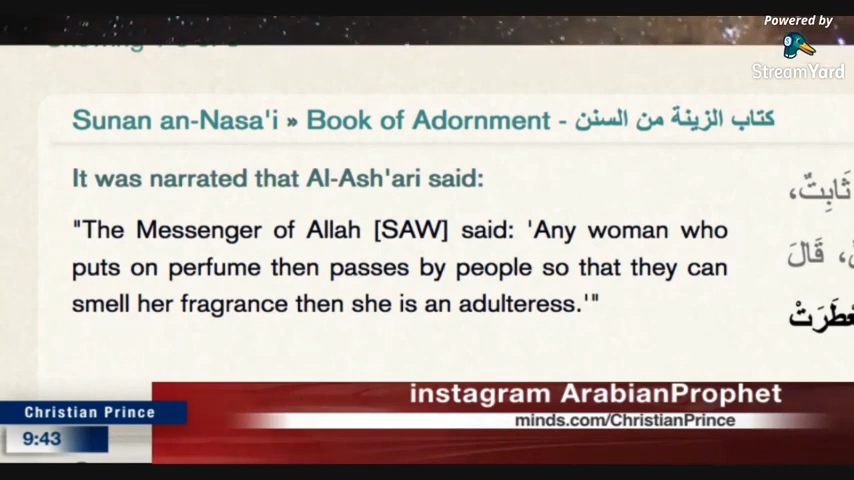 Powered by
StreamYard
Sunan an-Nasa'i » Book of Adornment - كتاب الزينة من السنن
It was narrated that Al-Ash'ari said:
"The Messenger of Allah [SAW] said: 'Any woman who
puts on perfume then passes by people so that they can
smell her fragrance then she is an adulteress.'"
ثَابِتٌ،
قَالَ
instagram ArabianProphet
Christian Prince
minds.com/ChristianPrince
9:43